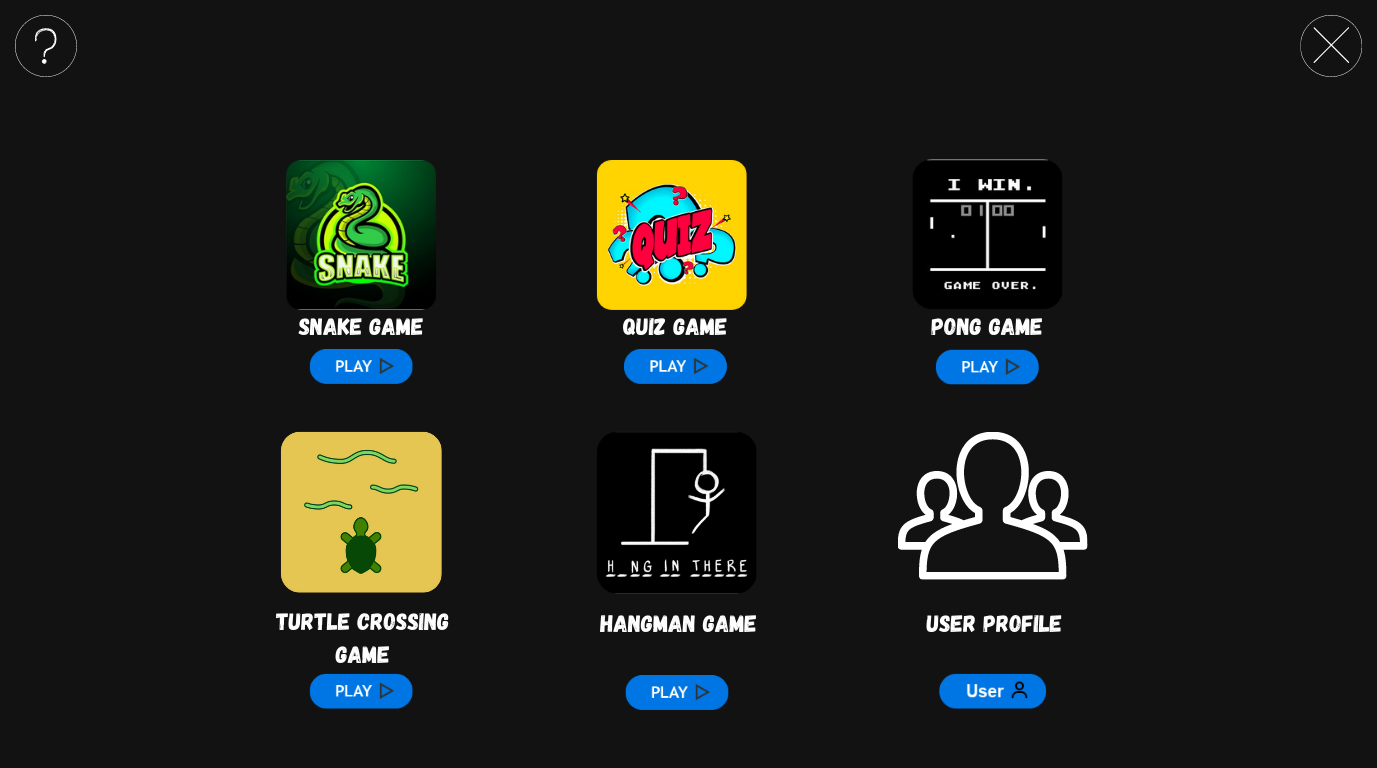 ?
SNAKE
SNAKE GAME
PLAY
? ? QUIZ ?
QUIZ GAME
PLAY
I WIN.
01 00
GAME OVER.
PONG GAME
PLAY
TURTLE CROSSING
GAME
PLAY
H_NG IN THERE
HANGMAN GAME
PLAY
USER PROFILE
User